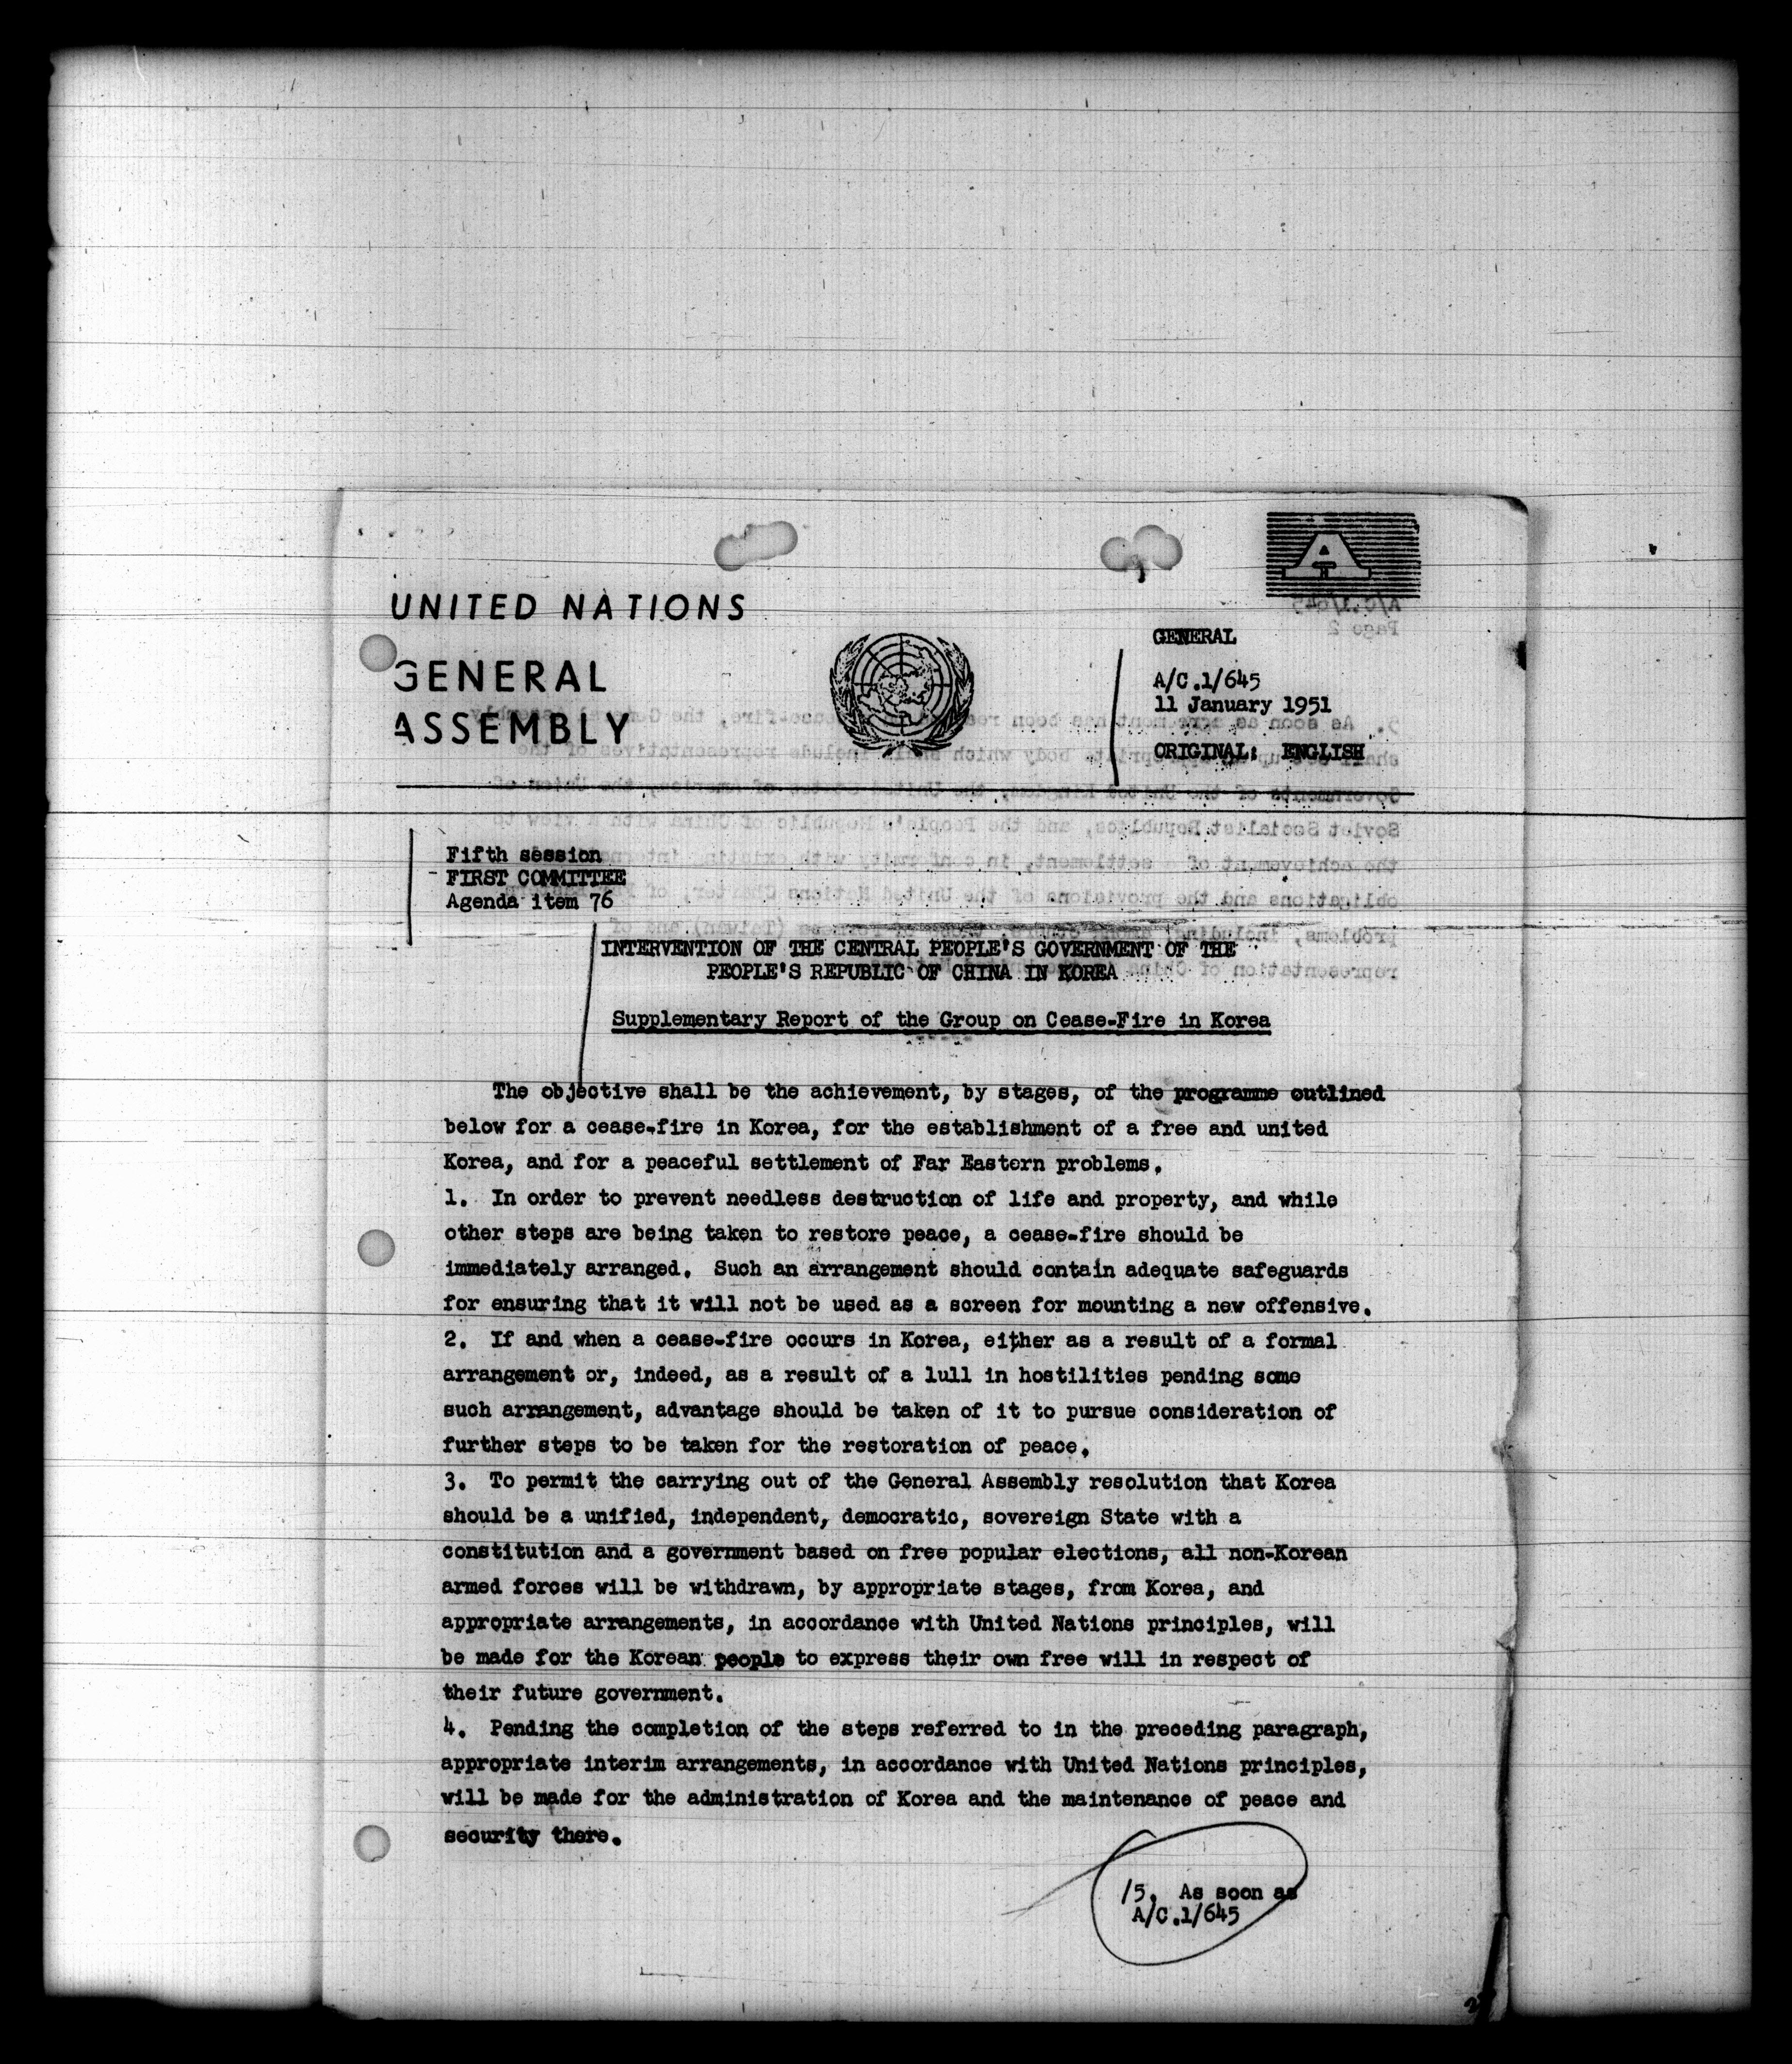 UNITED NATIONS
GENERAL
ASSEMBLY
GENERAL
A/C.1/645
11 January 1951
ORIGINAL: ENGLISH
Fifth session
FIRST COMMITTEE
Agenda item 76
INTERVENTION OF THE CENTRAL PEOPLE'S GOVERNMENT OF THE
PEOPLE'S REPUBLIC OF CHINA IN KOREA
Supplementary Report of the Group on Cease-Fire in Korea
The objective shall be the achievement, by stages, of the programme outlined
below for a cease-fire in Korea, for the establishment of a free and united
Korea, and for a peaceful settlement of Far Eastern problems.
1. In order to prevent needless destruction of life and property, and while
other steps are being taken to restore peace, a cease-fire should be
immediately arranged. Such an arrangement should contain adequate safeguards
for ensuring that it will not be used as a screen for mounting a new offensive.
2. If and when a cease-fire occurs in Korea, either as a result of a formal
arrangement or, indeed, as a result of a lull in hostilities pending some
such arrangement, advantage should be taken of it to pursue consideration of
further steps to be taken for the restoration of peace.
3. To permit the carrying out of the General Assembly resolution that Korea
should be a unified, independent, democratic, sovereign State with a
constitution and a government based on free popular elections, all non-Korean
armed forces will be withdrawn, by appropriate stages, from Korea, and
appropriate arrangements, in accordance with United Nations principles, will
be made for the Korean people to express their own free will in respect of
their future government.
4. Pending the completion of the steps referred to in the preceding paragraph,
appropriate interim arrangements, in accordance with United Nations principles,
will be made for the administration of Korea and the maintenance of peace and
security there.
/5. As soon as
A/C.1/645